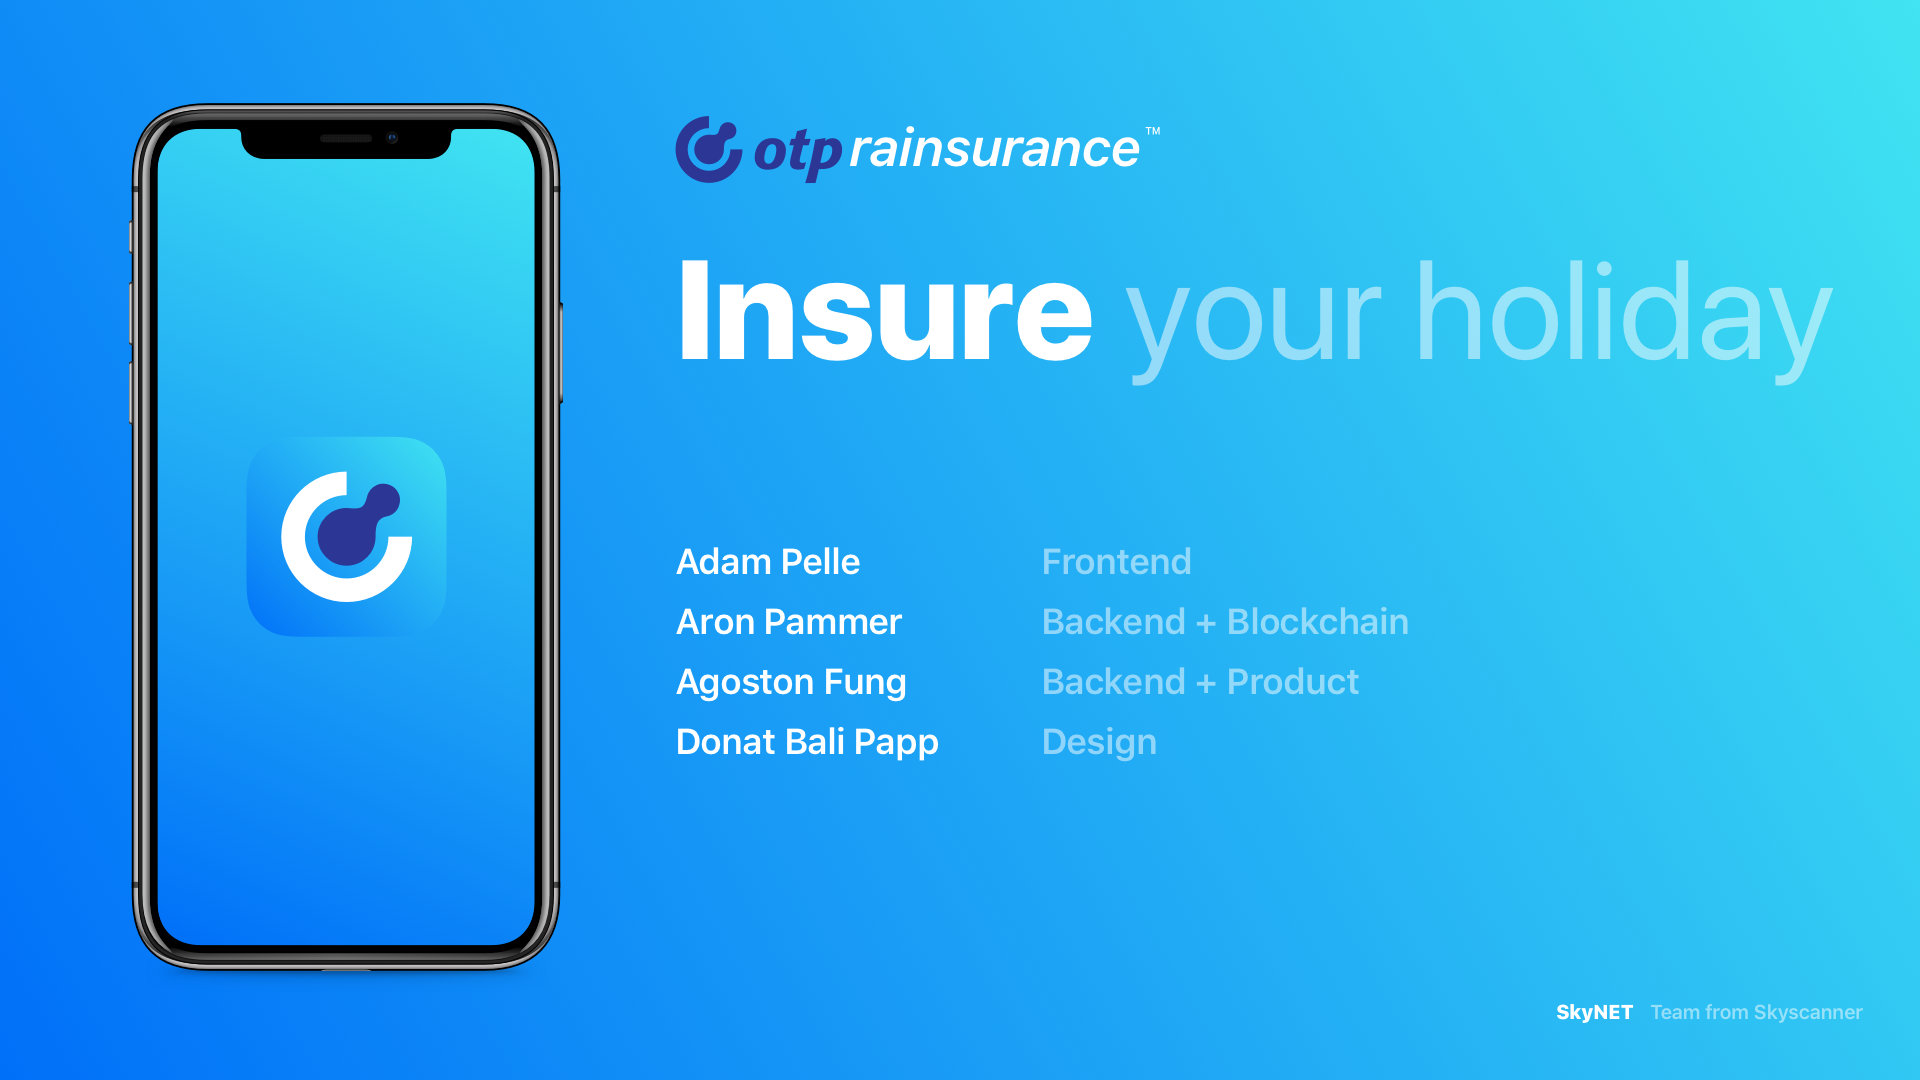 otp rainsurance™
Insure your holiday
Adam Pelle Frontend
Aron Pammer Backend + Blockchain
Agoston Fung Backend + Product
Donat Bali Papp Design
SkyNET Team from Skyscanner